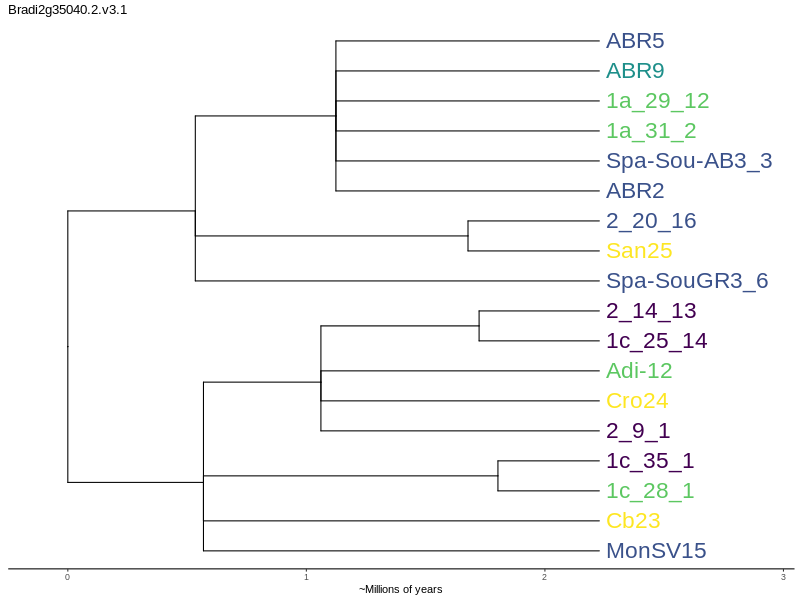 Bradi2g35040.2.v3.1
ABR5
ABR9
1a_29_12
1a_31_2
Spa-Sou-AB3_3
ABR2
2_20_16
San25
Spa-SouGR3_6
2_14_13
1c_25_14
Adi-12
Cro24
2_9_1
1c_35_1
1c_28_1
Cb23
MonSV15
0 1 2 3
~Millions of years